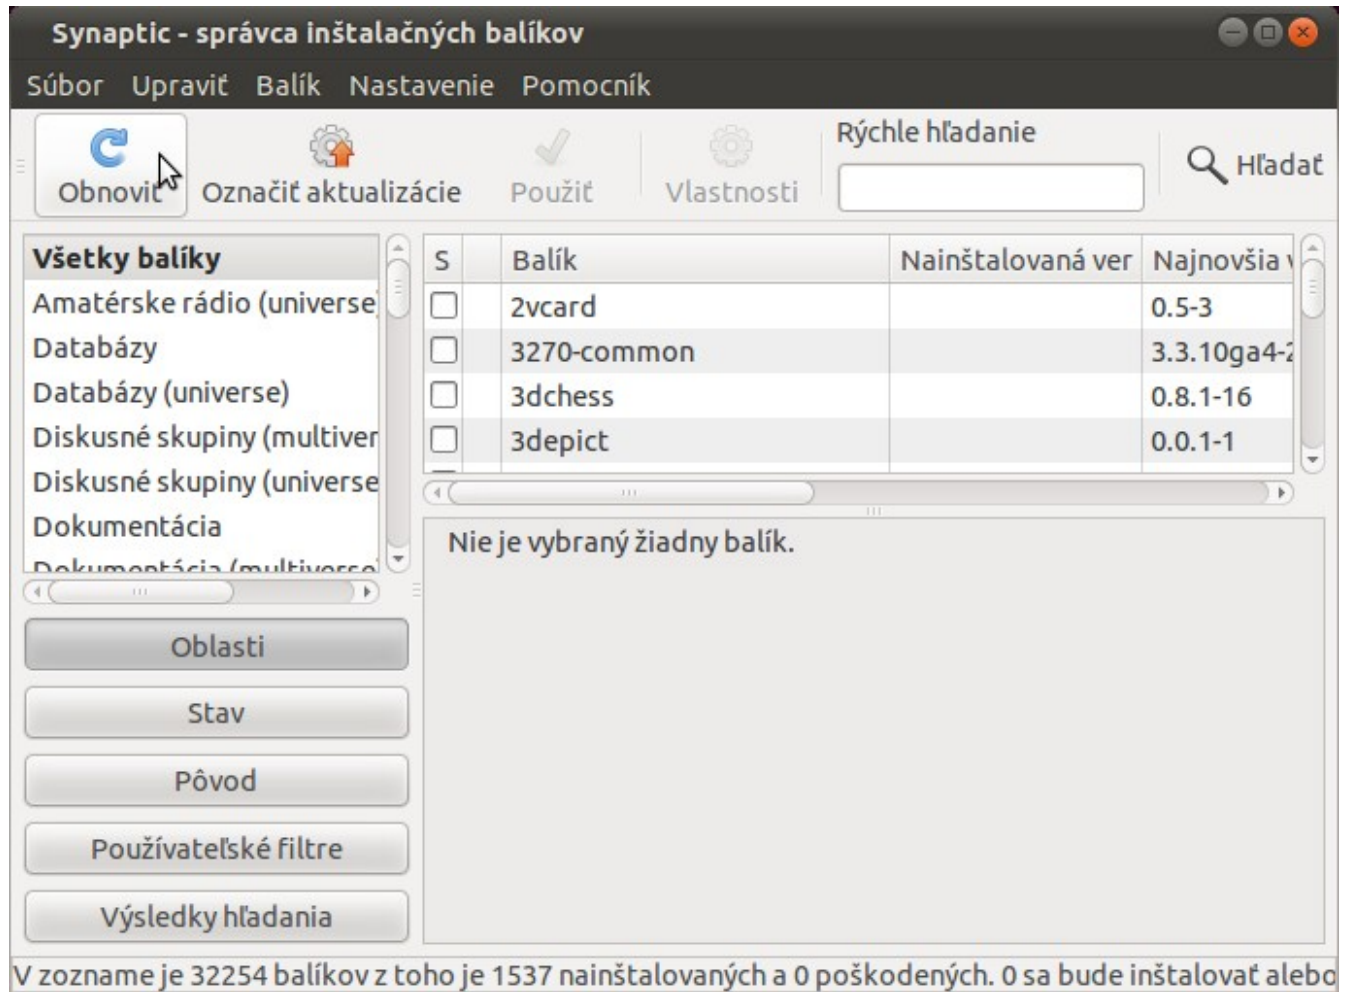 Synaptic - správca inštalačných balíkov
Súbor Upraviť Balík Nastavenie Pomocník
Obnoviť Označiť aktualizácie Použiť Vlastnosti Rýchle hľadanie Hľadať
Všetky balíky
Amatérske rádio (universe)
Databázy
Databázy (universe)
Diskusné skupiny (multiver
Diskusné skupiny (universe
Dokumentácia
Dokumentácia (multiverse)
S Balík Nainštalovaná ver Najnovšia v
2vcard 0.5-3
3270-common 3.3.10ga4-2
3dchess 0.8.1-16
3depict 0.0.1-1
Nie je vybraný žiadny balík.
Oblasti
Stav
Pôvod
Používateľské filtre
Výsledky hľadania
V zozname je 32254 balíkov z toho je 1537 nainštalovaných a 0 poškodených. 0 sa bude inštalovať alebo